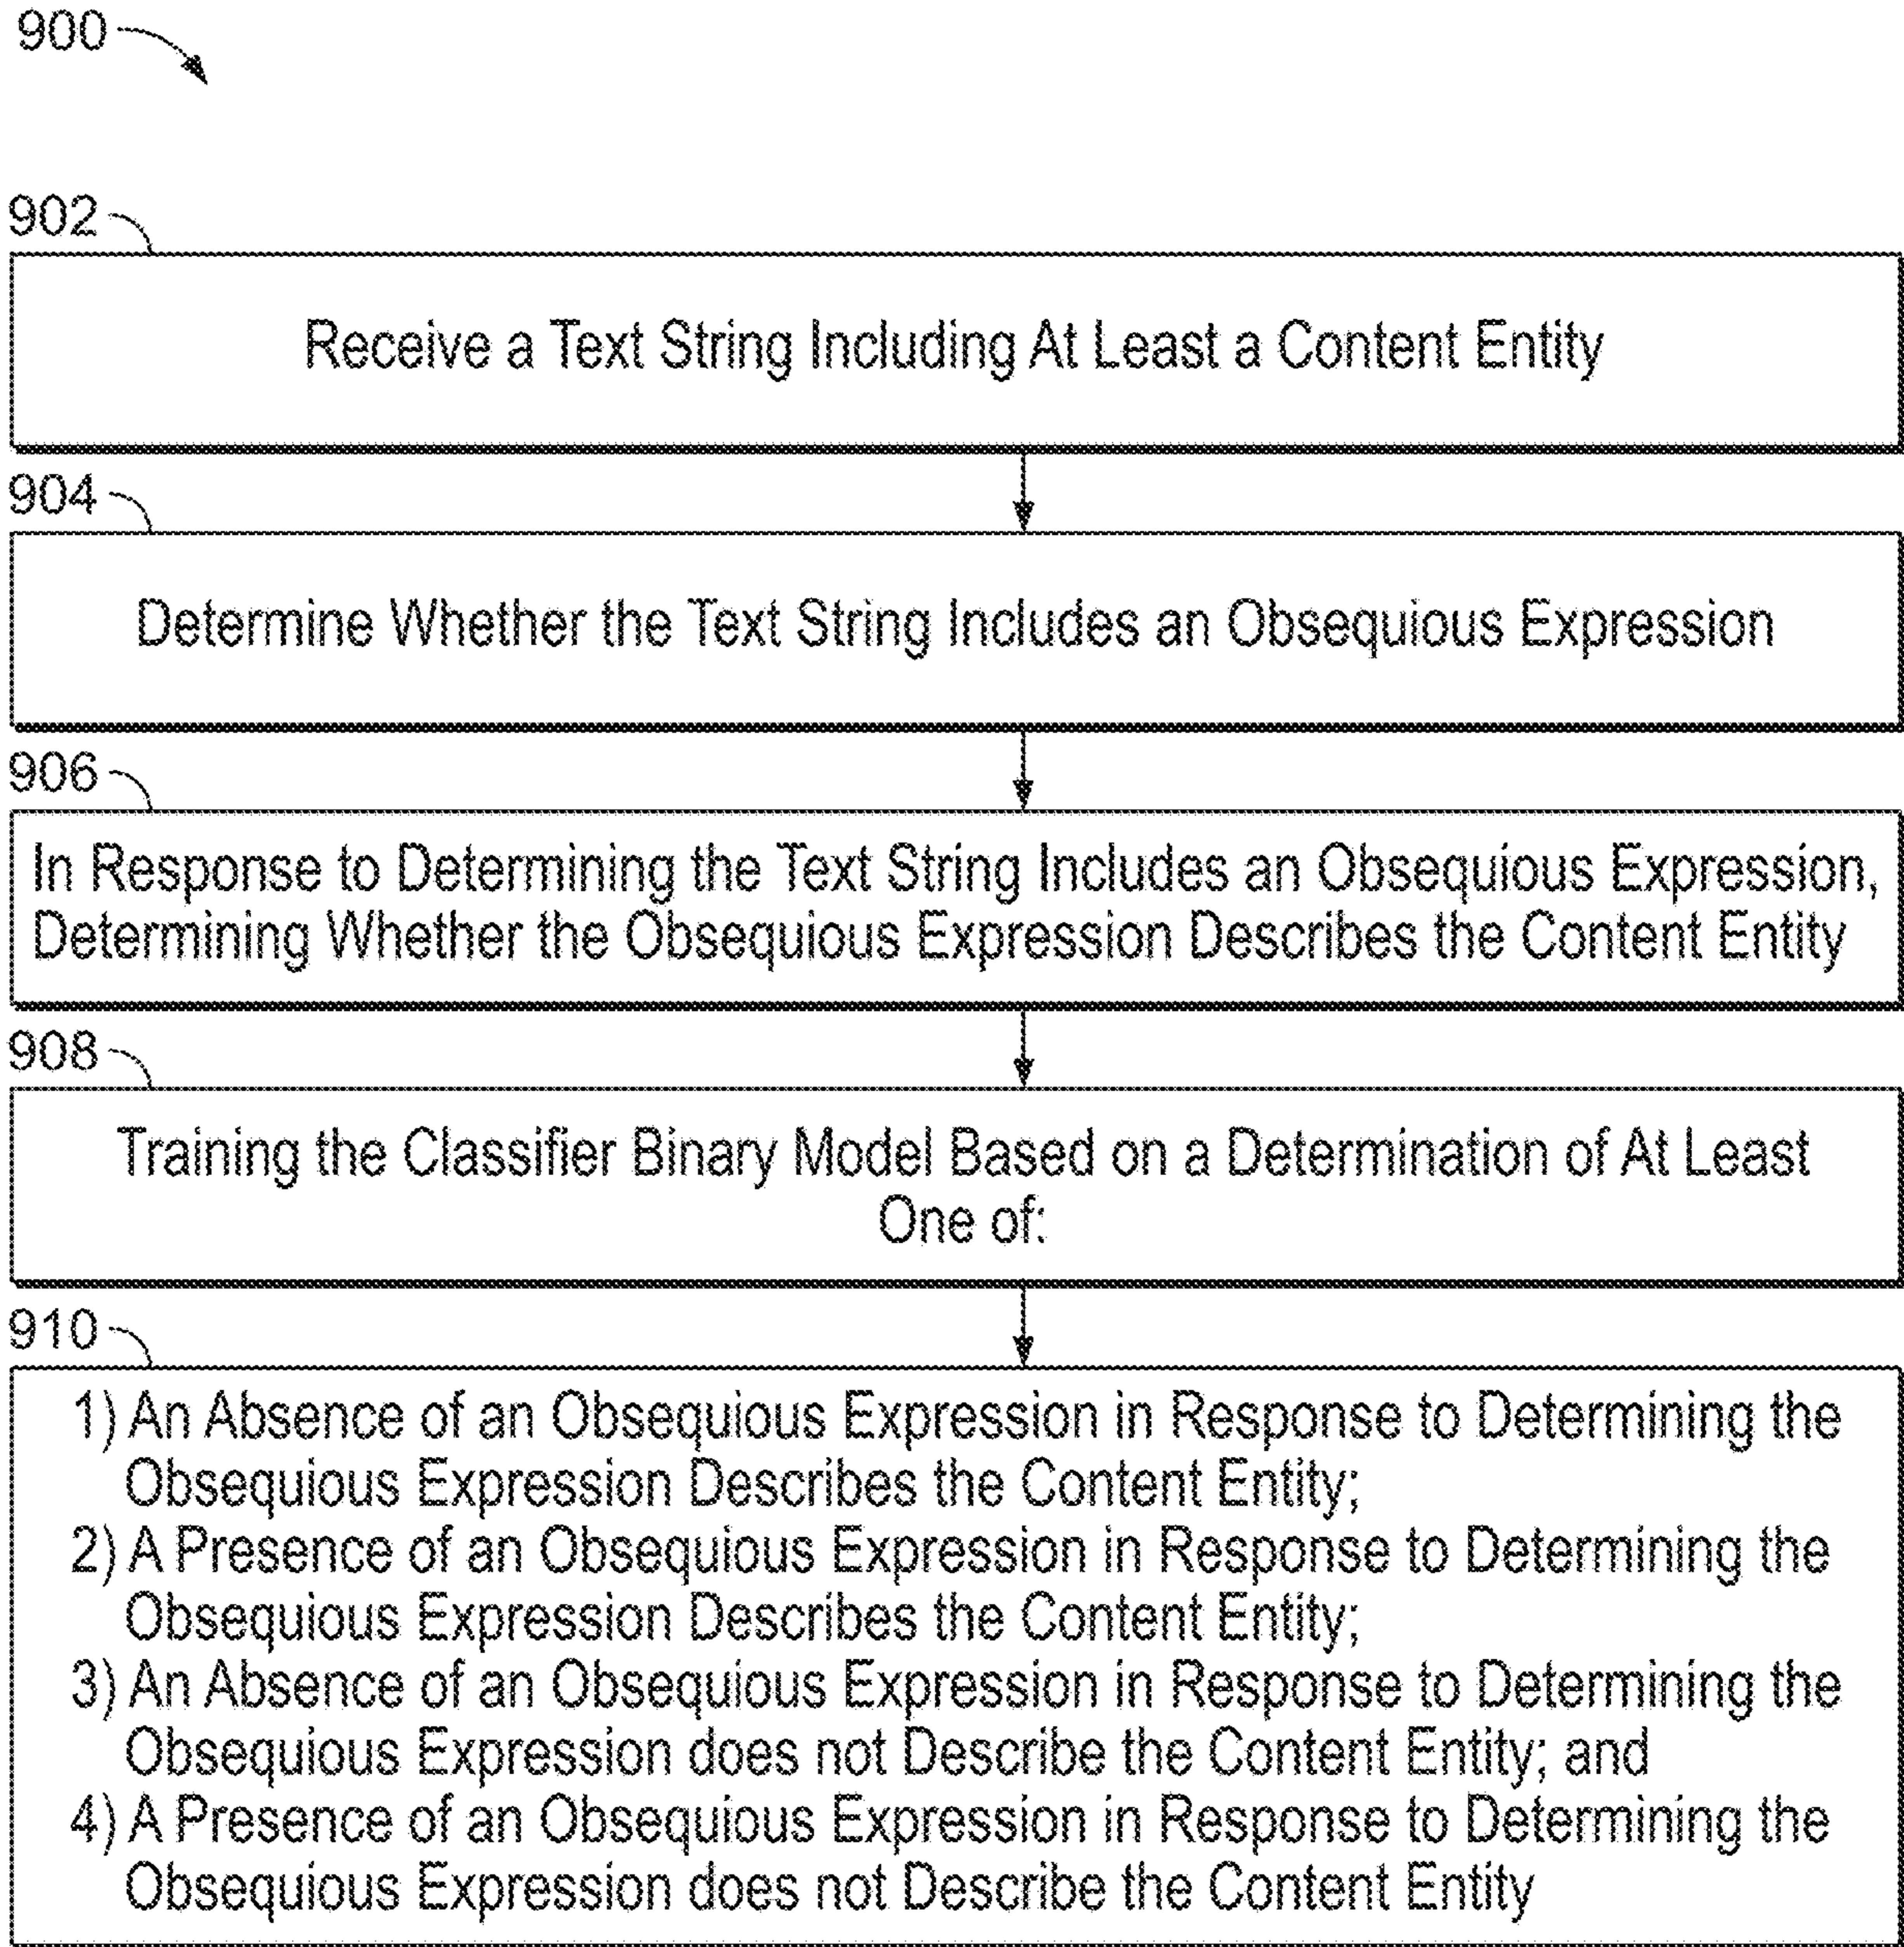 900
902
Receive a Text String Including At Least a Content Entity
904
Determine Whether the Text String Includes an Obsequious Expression
906
In Response to Determining the Text String Includes an Obsequious Expression,
Determining Whether the Obsequious Expression Describes the Content Entity
908
Training the Classifier Binary Model Based on a Determination of At Least
One of:
910
1) An Absence of an Obsequious Expression in Response to Determining the
Obsequious Expression Describes the Content Entity;
2) A Presence of an Obsequious Expression in Response to Determining the
Obsequious Expression Describes the Content Entity;
3) An Absence of an Obsequious Expression in Response to Determining the
Obsequious Expression does not Describe the Content Entity; and
4) A Presence of an Obsequious Expression in Response to Determining the
Obsequious Expression does not Describe the Content Entity